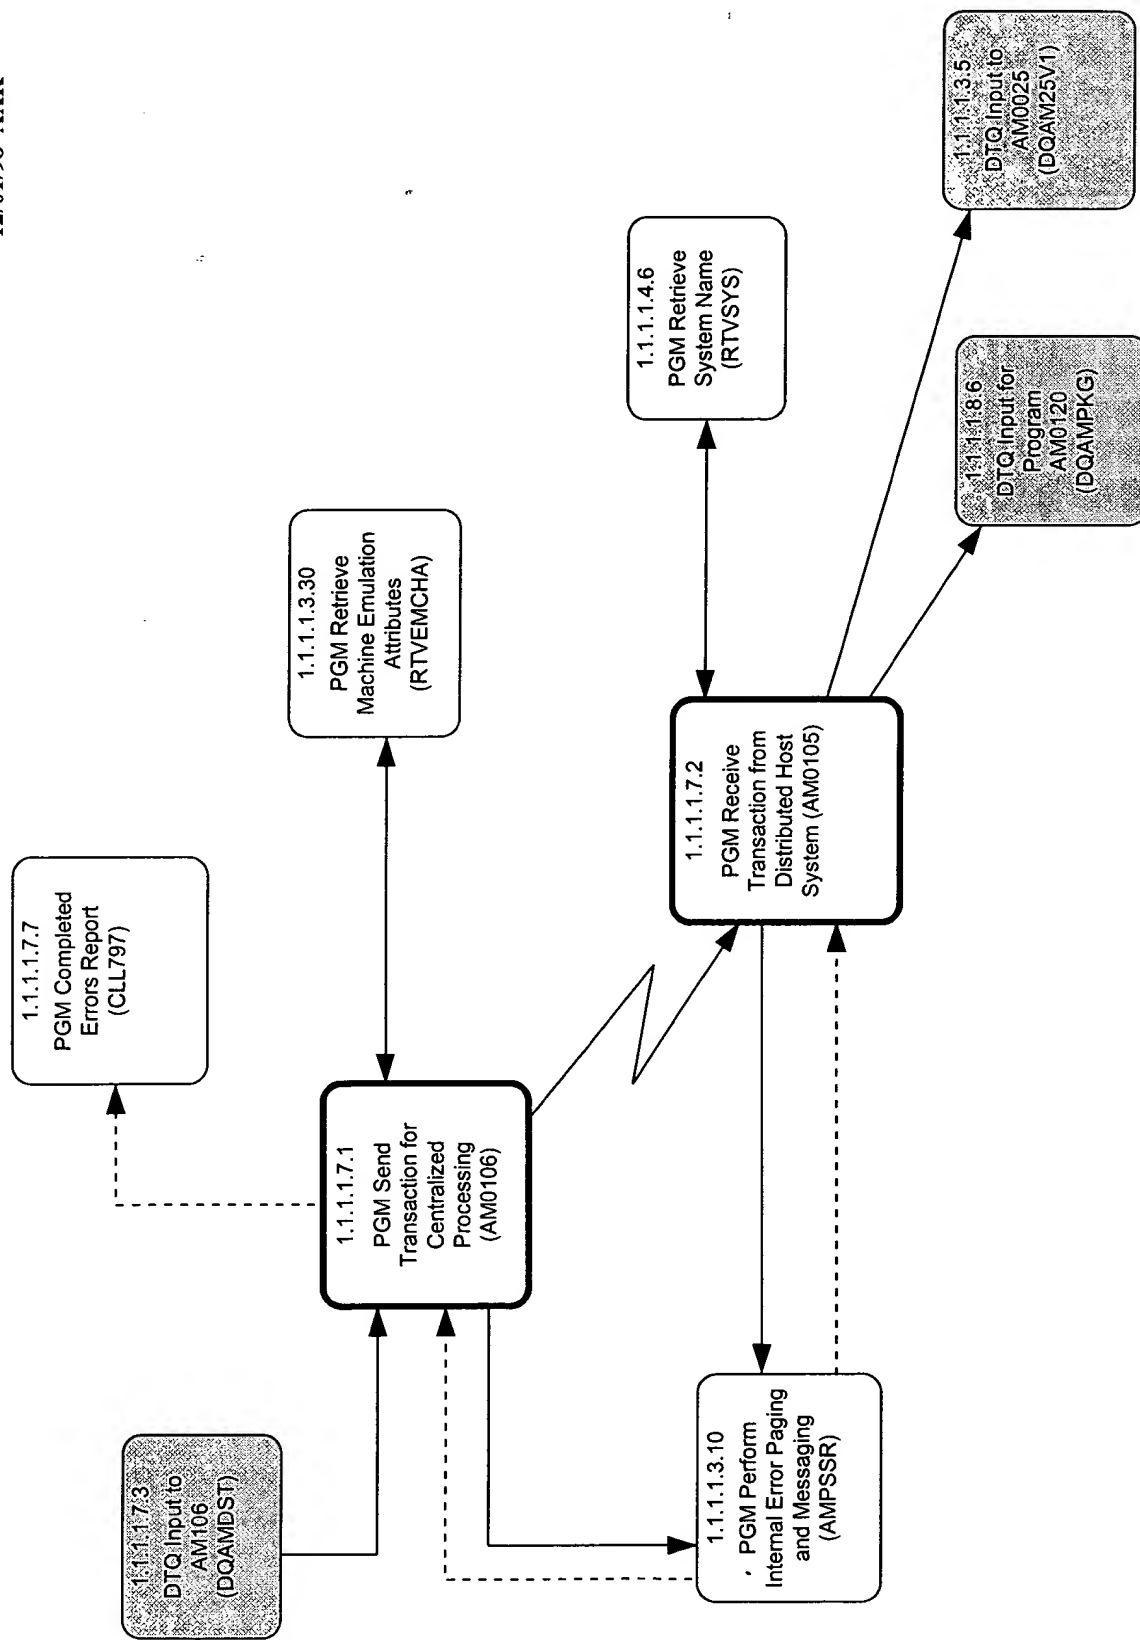 1.1.1.1.7.3
DTQ Input to
AM106
(DQAMDST)
1.1.1.1.7.1
PGM Send
Transaction for
Centralized
Processing
(AM0106)
1.1.1.1.7.7
PGM Completed
Errors Report
(CLL797)
1.1.1.1.3.30
PGM Retrieve
Machine Emulation
Attributes
(RTVEMCHA)
1.1.1.1.3.10
PGM Perform
Internal Error Paging
and Messaging
(AMPSSR)
1.1.1.1.7.2
PGM Receive
Transaction from
Distributed Host
System (AM0105)
1.1.1.1.4.6
PGM Retrieve
System Name
(RTVSYS)
1.1.1.1.8.6
DTQ Input for
Program
AM0120
(DQAMPKG)
1.1.1.1.3.5
DTQ Input to
AM0025
(DQAM25V1)